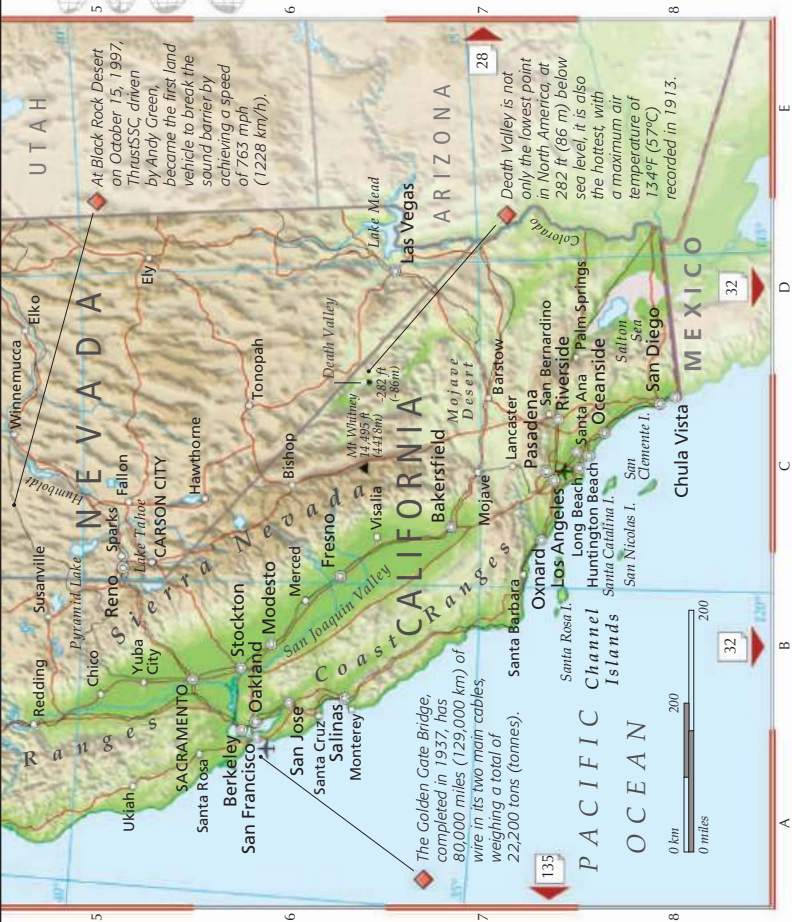 5
6
7
8
40°
35°
UTAH
At Black Rock Desert
on October 15, 1997,
ThrustSSC, driven
by Andy Green,
became the first land
vehicle to break the
sound barrier by
achieving a speed
of 763 mph
(1228 km/h).
28
Death Valley is not
only the lowest point
in North America, at
282 ft (86 m) below
sea level, it is also
the hottest, with
a maximum air
temperature of
134°F (57°C)
recorded in 1913.
ARIZONA
E
Elko
Winnemucca
Ely
NEVADA
Humboldt
Fallon
Sparks
Reno
Lake Tahoe
CARSON CITY
Hawthorne
Tonopah
Bishop
Pyramid Lake
Susanville
Redding
Chico
Yuba
City
Ranges
Ukiah
SACRAMENTO
Santa Rosa
Berkeley
Oakland
San Francisco
Stockton
Modesto
Merced
San Jose
Santa Cruz
Salinas
Monterey
Sierra Nevada
San Joaquin Valley
Coast Ranges
Fresno
Visalia
CALIFORNIA
Mt Whitney
14,495 ft
(4418m)
Death Valley
-282 ft
(-86m)
Lake Mead
Las Vegas
Colorado
Mojave
Desert
Bakersfield
Mojave
Barstow
Lancaster
Pasadena
San Bernardino
Riverside
Palm Springs
Santa Barbara
Oxnard
Los Angeles
Long Beach
Santa Ana
Huntington Beach
Oceanside
Salton
Sea
San Diego
Chula Vista
MEXICO
Santa Rosa I.
Channel
Islands
Santa Catalina I.
San Nicolas I.
San
Clemente I.
The Golden Gate Bridge,
completed in 1937, has
80,000 miles (129,000 km) of
wire in its two main cables,
weighing a total of
22,200 tons (tonnes).
135
PACIFIC
OCEAN
0 km
200
0 miles
200
32
32
120°
115°
5
6
7
8
A
B
C
D
E